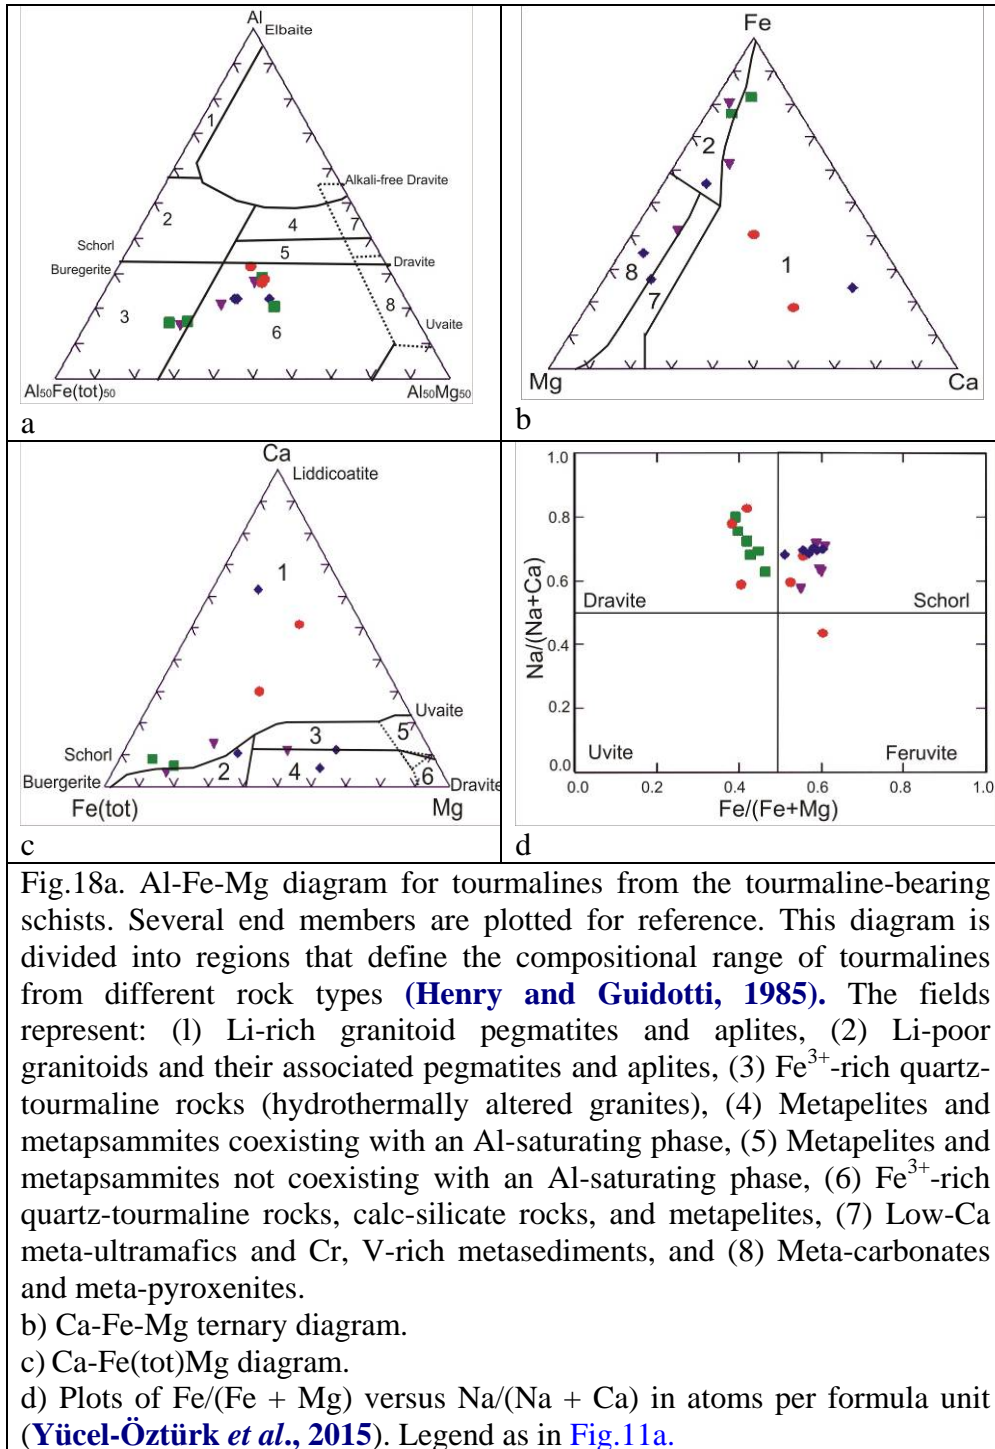 Al
Elbaite
1
Alkali-free Dravite
2
4
7
Schorl
5
Buregerite
Dravite
3
8
6
Uvaite
Al50Fe(tot)50
Al50Mg50
a
Fe
2
8
1
7
Mg
Ca
b
Ca
Liddicoatite
1
Uvaite
3
5
Schorl
2
4
6
Buergerite
Dravite
Fe(tot)
Mg
c
1.0
0.8
0.6
Dravite
Schorl
0.4
0.2
Uvite
Feruvite
0.0
0.0 0.2 0.4 0.6 0.8 1.0
Na/(Na+Ca)
Fe/(Fe+Mg)
d
Fig.18a. Al-Fe-Mg diagram for tourmalines from the tourmaline-bearing
schists. Several end members are plotted for reference. This diagram is
divided into regions that define the compositional range of tourmalines
from different rock types (Henry and Guidotti, 1985). The fields
represent: (l) Li-rich granitoid pegmatites and aplites, (2) Li-poor
granitoids and their associated pegmatites and aplites, (3) Fe3+-rich quartz-
tourmaline rocks (hydrothermally altered granites), (4) Metapelites and
metapsammites coexisting with an Al-saturating phase, (5) Metapelites and
metapsammites not coexisting with an Al-saturating phase, (6) Fe3+-rich
quartz-tourmaline rocks, calc-silicate rocks, and metapelites, (7) Low-Ca
meta-ultramafics and Cr, V-rich metasediments, and (8) Meta-carbonates
and meta-pyroxenites.
b) Ca-Fe-Mg ternary diagram.
c) Ca-Fe(tot)Mg diagram.
d) Plots of Fe/(Fe + Mg) versus Na/(Na + Ca) in atoms per formula unit
(Yücel-Öztürk et al., 2015). Legend as in Fig.11a.